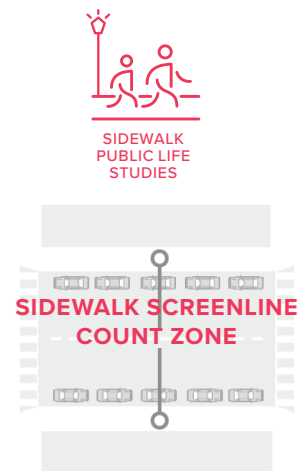 SIDEWALK
PUBLIC LIFE
STUDIES
SIDEWALK SCREENLINE
COUNT ZONE